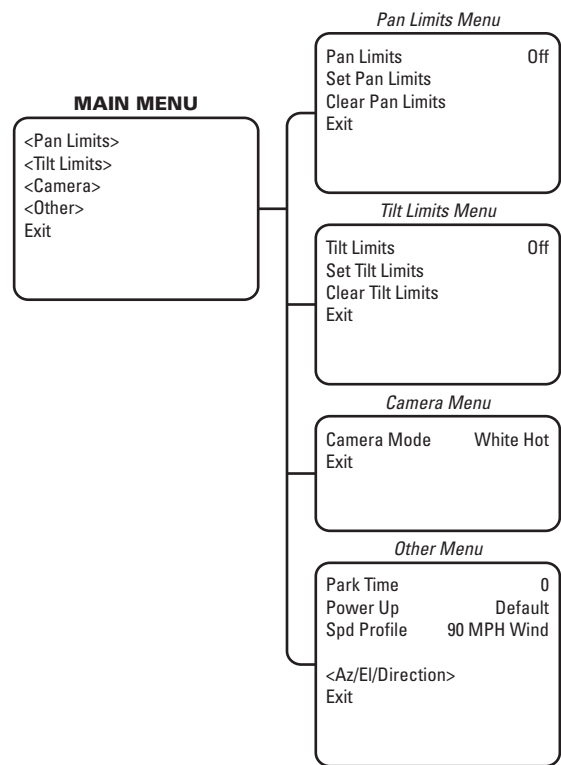 MAIN MENU
<Pan Limits>
<Tilt Limits>
<Camera>
<Other>
Exit
Pan Limits Menu
Pan Limits Off
Set Pan Limits
Clear Pan Limits
Exit
Tilt Limits Menu
Tilt Limits Off
Set Tilt Limits
Clear Tilt Limits
Exit
Camera Menu
Camera Mode White Hot
Exit
Other Menu
Park Time 0
Power Up Default
Spd Profile 90 MPH Wind
<Az/El/Direction>
Exit